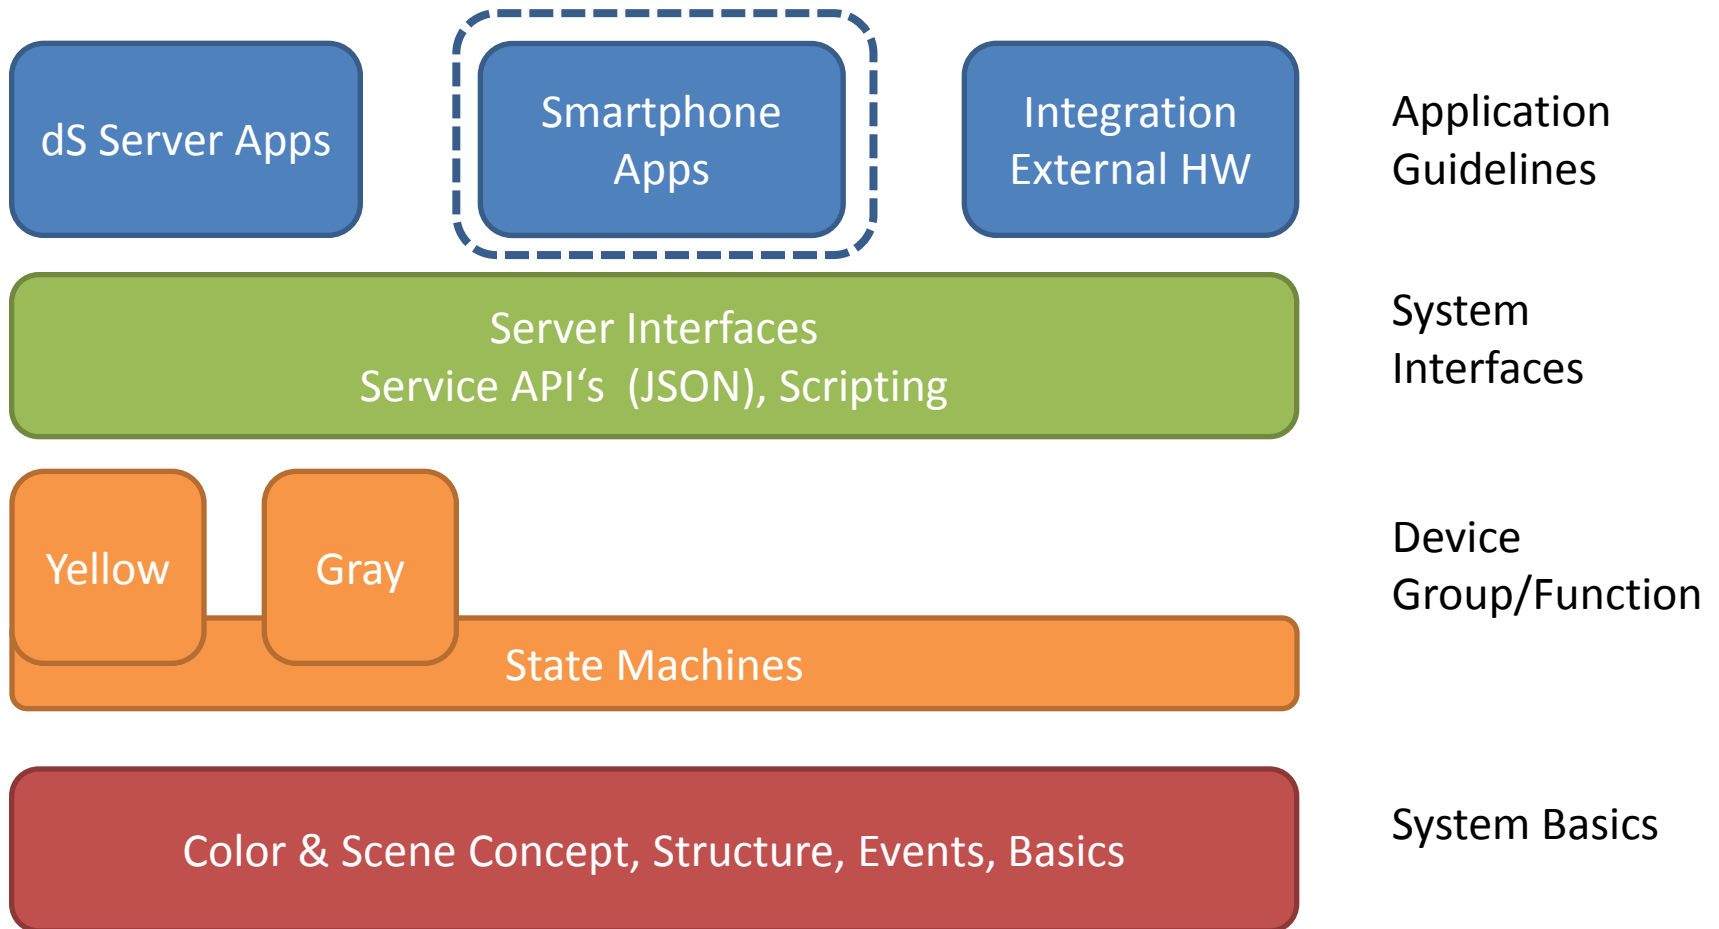 dS Server Apps
Smartphone
Apps
Integration
External HW
Application
Guidelines
Server Interfaces
Service API‘s  (JSON), Scripting
System
Interfaces
Yellow
Gray
State Machines
Device
Group/Function
Color & Scene Concept, Structure, Events, Basics
System Basics